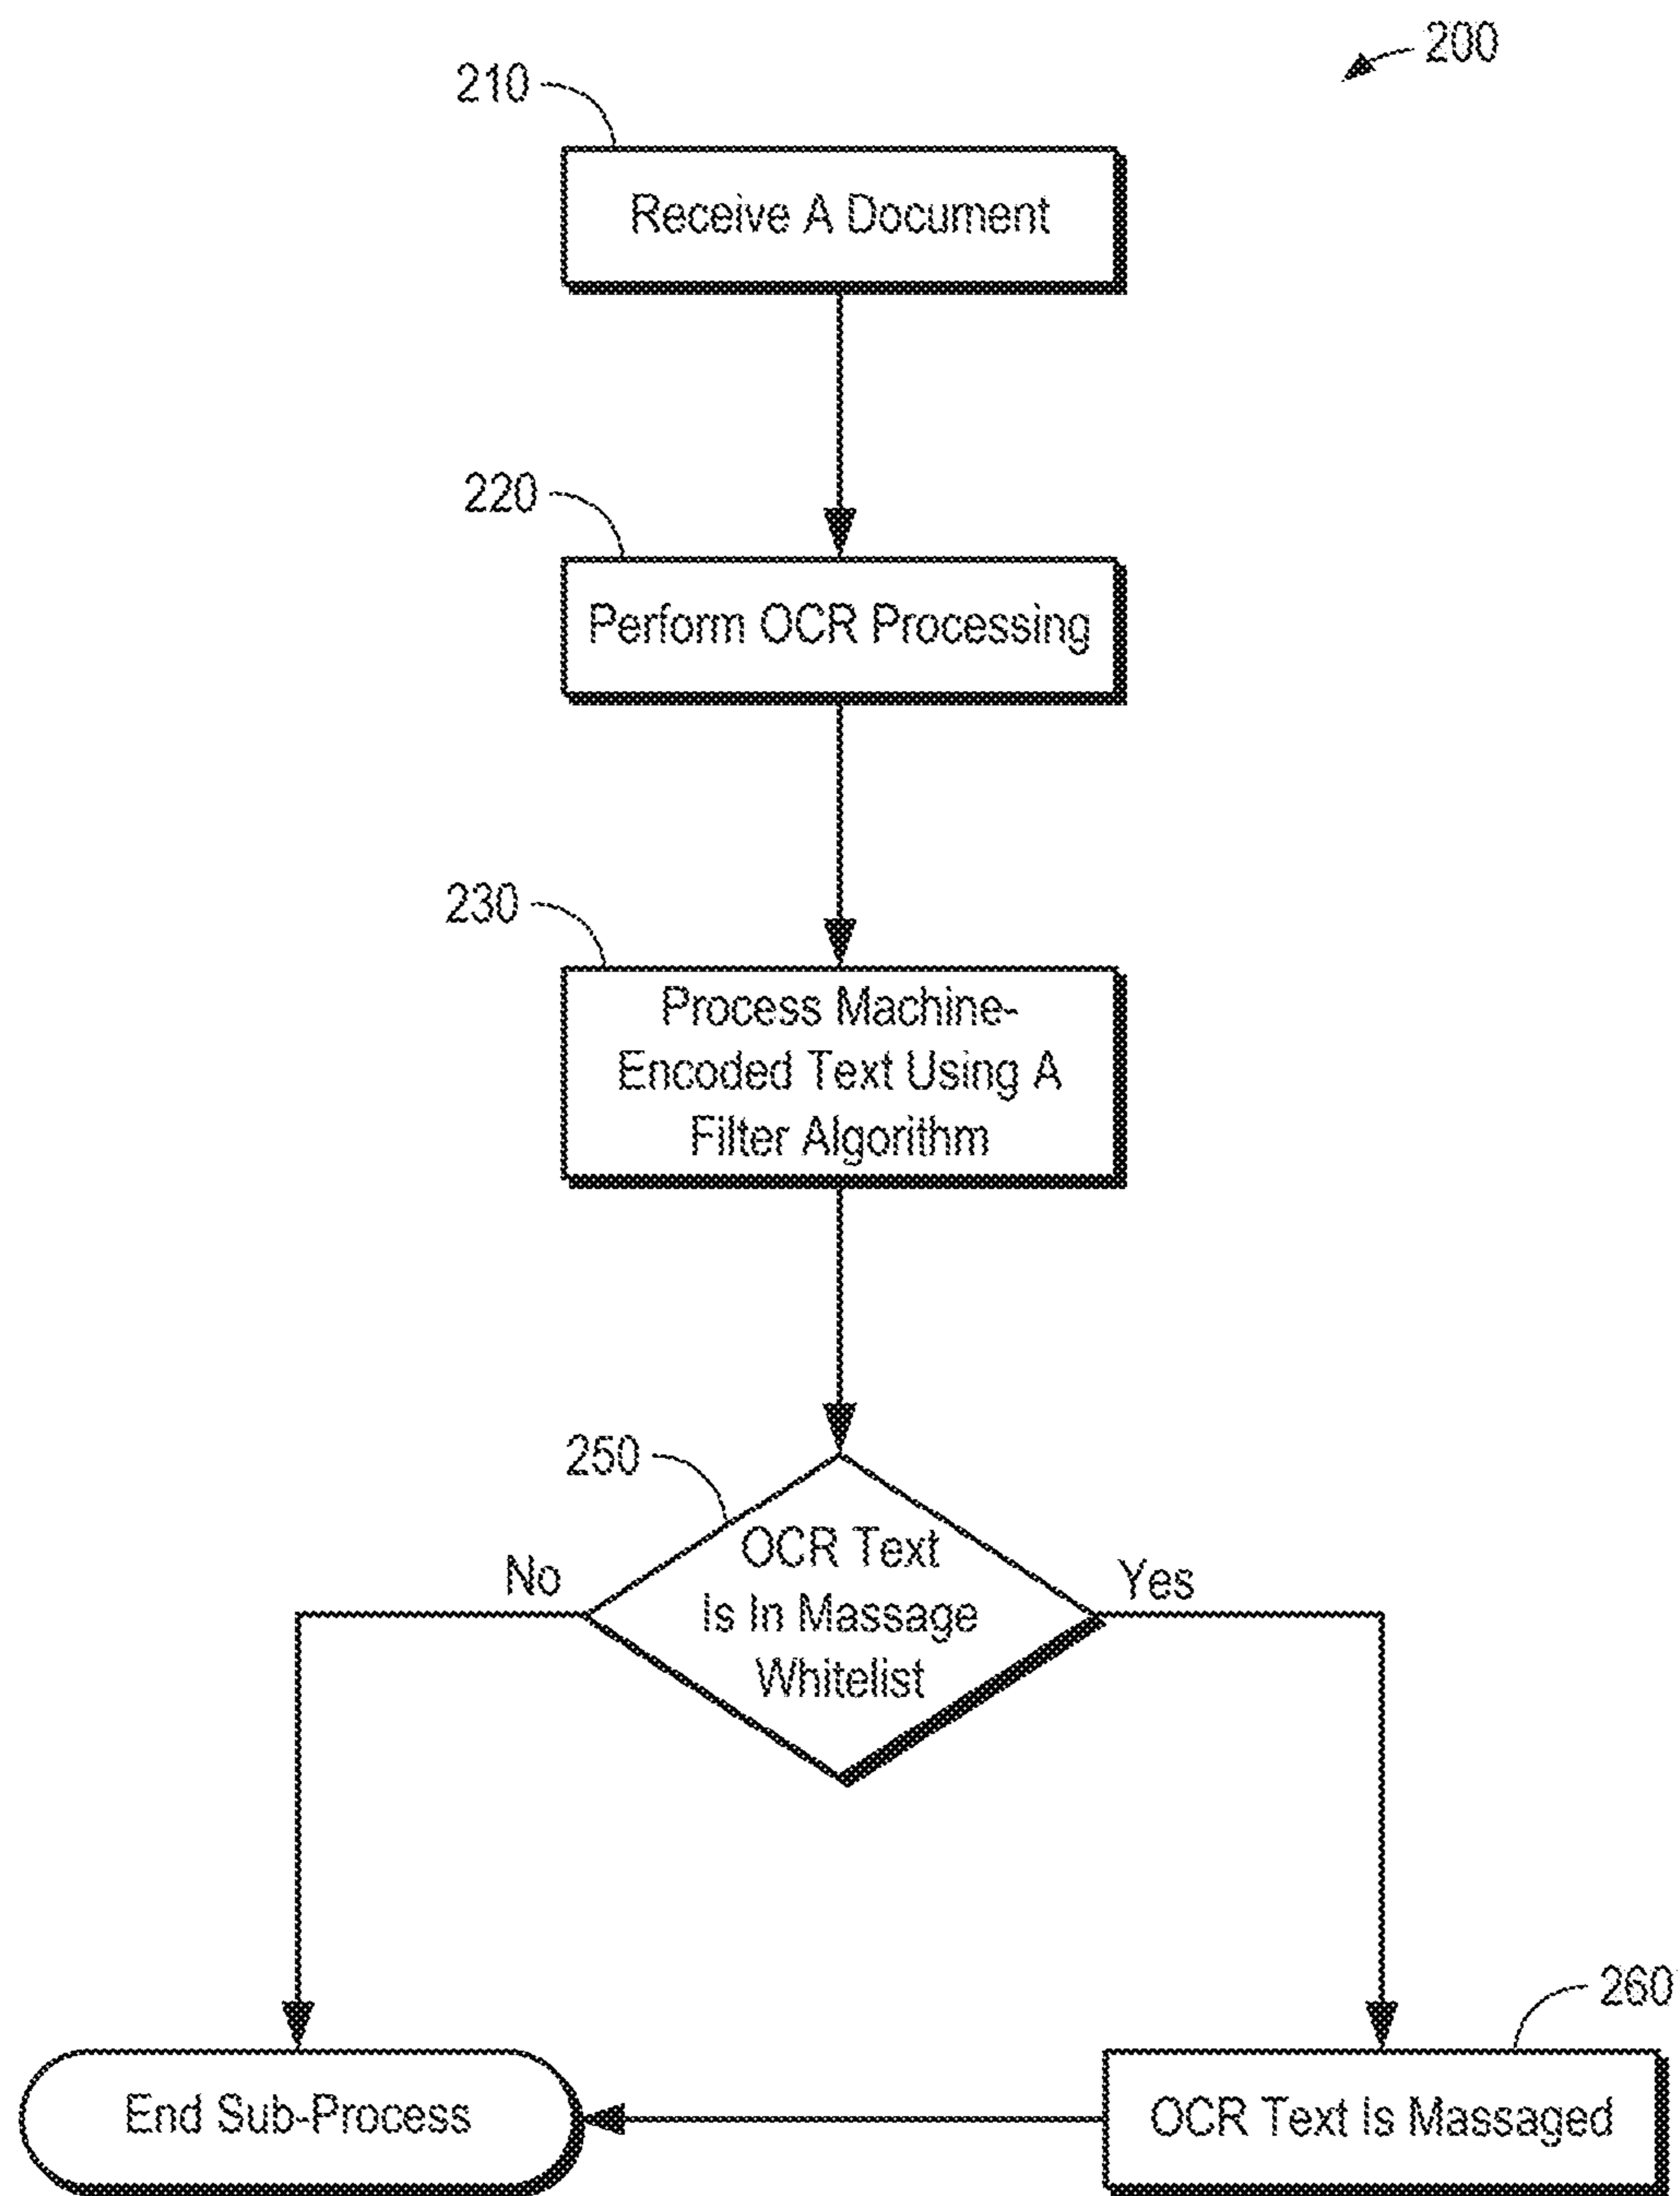 200
210
Receive A Document
220
Perform OCR Processing
230
Process Machine-
Encoded Text Using A
Filter Algorithm
250
OCR Text
Is In Massage
Whitelist
No
Yes
260
End Sub-Process
OCR Text Is Massaged